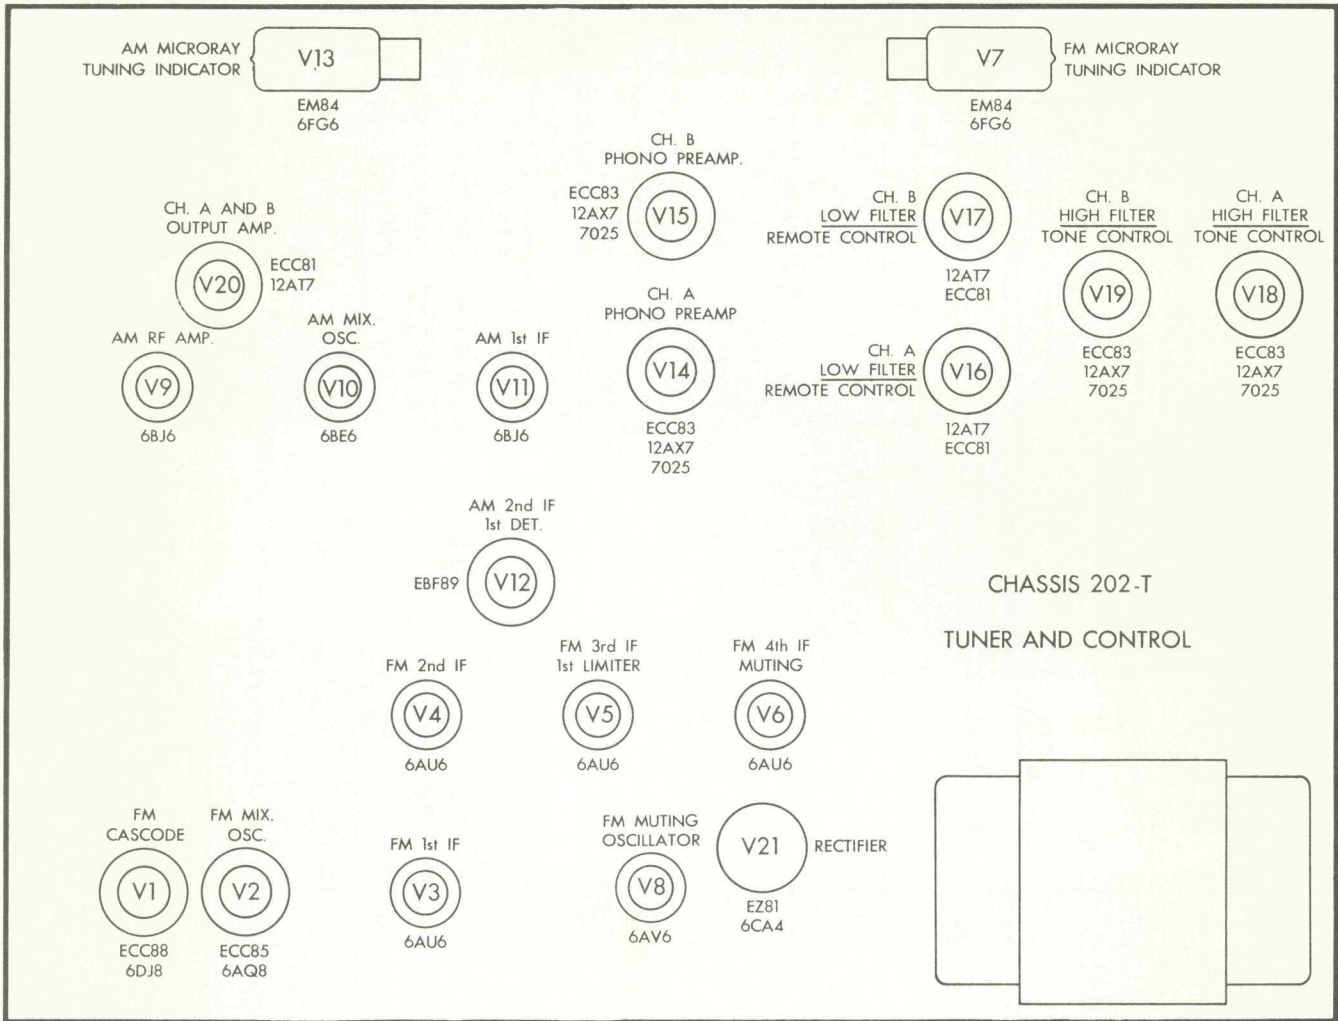 AM MICRORAY
TUNING INDICATOR
V13
EM84
6FG6
V7
FM MICRORAY
TUNING INDICATOR
EM84
6FG6
CH. B
PHONO PREAMP.
ECC83
12AX7
7025
V15
CH. B
LOW FILTER
REMOTE CONTROL
V17
12AT7
ECC81
CH. B
HIGH FILTER
TONE CONTROL
V19
ECC83
12AX7
7025
CH. A
HIGH FILTER
TONE CONTROL
V18
ECC83
12AX7
7025
CH. A AND B
OUTPUT AMP.
V20
ECC81
12AT7
AM RF AMP.
V9
6BJ6
AM MIX.
OSC.
V10
6BE6
AM 1st IF
V11
6BJ6
CH. A
PHONO PREAMP
V14
ECC83
12AX7
7025
CH. A
LOW FILTER
REMOTE CONTROL
V16
12AT7
ECC81
AM 2nd IF
1st DET.
EBF89
V12
CHASSIS 202-T
TUNER AND CONTROL
FM 2nd IF
V4
6AU6
FM 3rd IF
1st LIMITER
V5
6AU6
FM 4th IF
MUTING
V6
6AU6
FM
CASCODE
V1
ECC88
6DJ8
FM MIX.
OSC.
V2
ECC85
6AQ8
FM 1st IF
V3
6AU6
FM MUTING
OSCILLATOR
V8
6AV6
V21
RECTIFIER
EZ81
6CA4